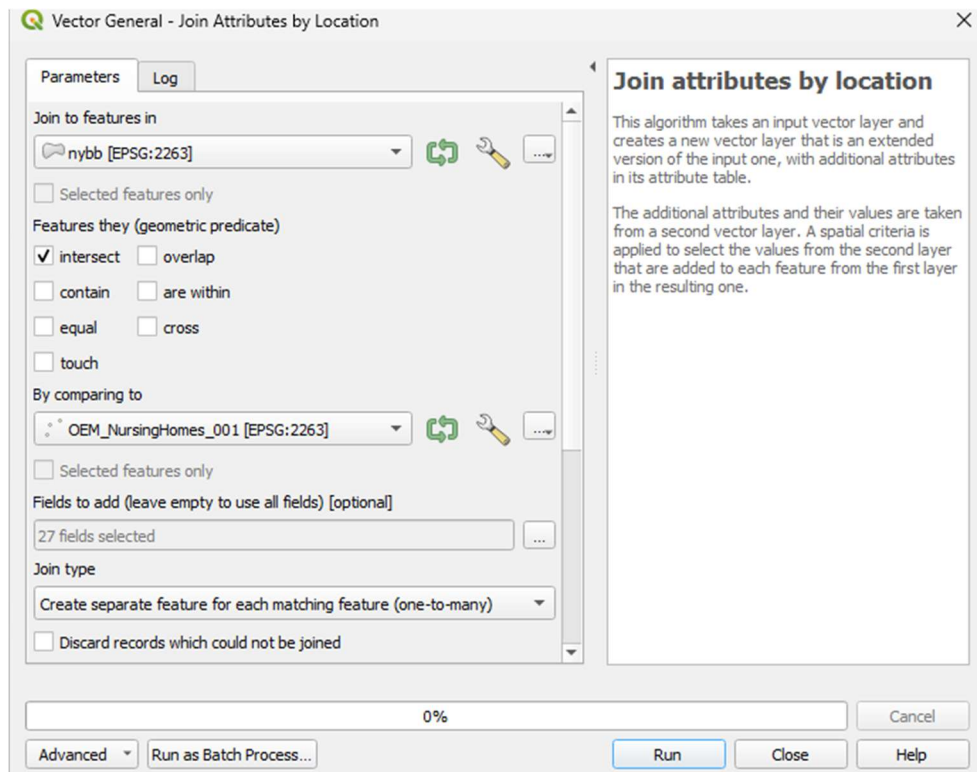 Vector General - Join Attributes by Location
Parameters
Log
Join to features in
nybb [EPSG:2263]
...
Selected features only
Features they (geometric predicate)
intersect
overlap
contain
are within
equal
cross
touch
By comparing to
OEM_NursingHomes_001 [EPSG:2263]
...
Selected features only
Fields to add (leave empty to use all fields) [optional]
27 fields selected
...
Join type
Create separate feature for each matching feature (one-to-many)
Discard records which could not be joined
Join attributes by location
This algorithm takes an input vector layer and
creates a new vector layer that is an extended
version of the input one, with additional attributes
in its attribute table.
The additional attributes and their values are taken
from a second vector layer. A spatial criteria is
applied to select the values from the second layer
that are added to each feature from the first layer
in the resulting one.
0%
Cancel
Advanced
Run as Batch Process...
Run
Close
Help